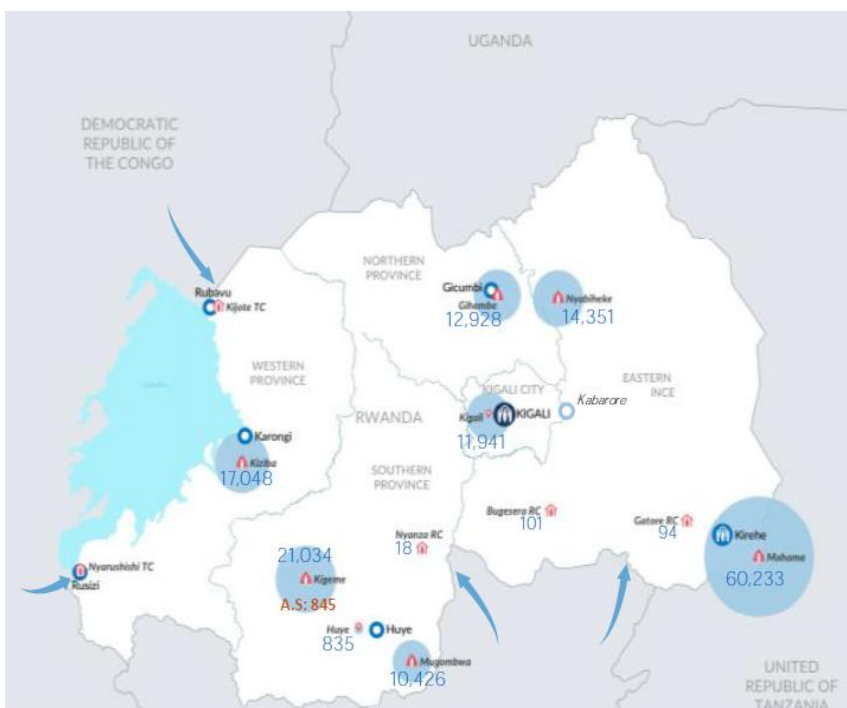 UGANDA
DEMOCRATIC
REPUBLIC OF
THE CONGO
NORTHERN
PROVINCE
Rubavu
Kijote TC
Gicumbi
Gihembe
12,928
Nyabiheke
14,351
WESTERN
PROVINCE
KIGALI CITY
Kigali
KIGALI
11,941
EASTERN
INCE
Kabarore
RWANDA
Karongi
Kiziba
17,048
SOUTHERN
PROVINCE
Bugesera RC
101
Gatore RC
94
Kirehe
Mahama
60,233
Nyanza RC
18
21,034
Kigeme
A.S: 845
Nyarushishi TC
Rusizi
Huye
Huye
835
Mugombwa
10,426
UNITED
REPUBLIC OF
TANZANIA